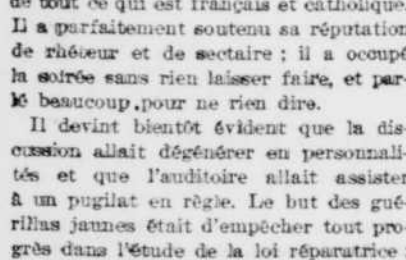 de tout ce qui est français et catholique.
Il a parfaitement soutenu sa réputation
de rhéteur et de sectaire ; il a occupé
la soirée sans rien laisser faire, et par-
lé beaucoup pour ne rien dire.
Il devint bientôt évident que la dis-
cussion allait dégénérer en personnali-
tés et que l'auditoire allait assister
à un pugilat en règle. Le but des gué-
rillas jaunes était d'empêcher tout pro-
grès dans l'étude de la loi réparatrice ;